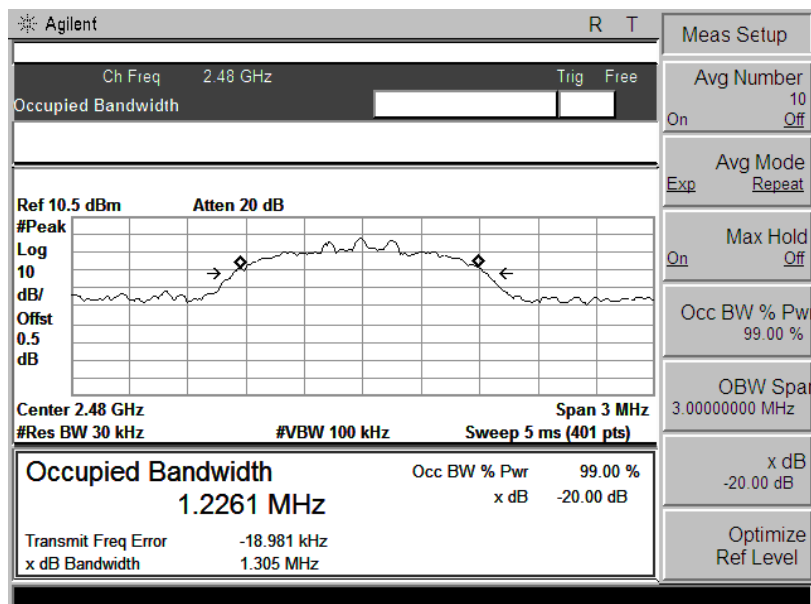 Agilent
R T
Ch Freq 2.48 GHz Trig Free
Occupied Bandwidth
Ref 10.5 dBm Atten 20 dB
#Peak
Log
10
dB/
Offst
0.5
dB
Center 2.48 GHz Span 3 MHz
#Res BW 30 kHz #VBW 100 kHz Sweep 5 ms (401 pts)
Occupied Bandwidth
1.2261 MHz
Occ BW % Pwr 99.00 %
x dB -20.00 dB
Transmit Freq Error -18.981 kHz
x dB Bandwidth 1.305 MHz
Meas Setup
Avg Number
10
On Off
Avg Mode
Exp Repeat
Max Hold
On Off
Occ BW % Pwr
99.00 %
OBW Spar
3.00000000 MHz
x dB
-20.00 dB
Optimize
Ref Level